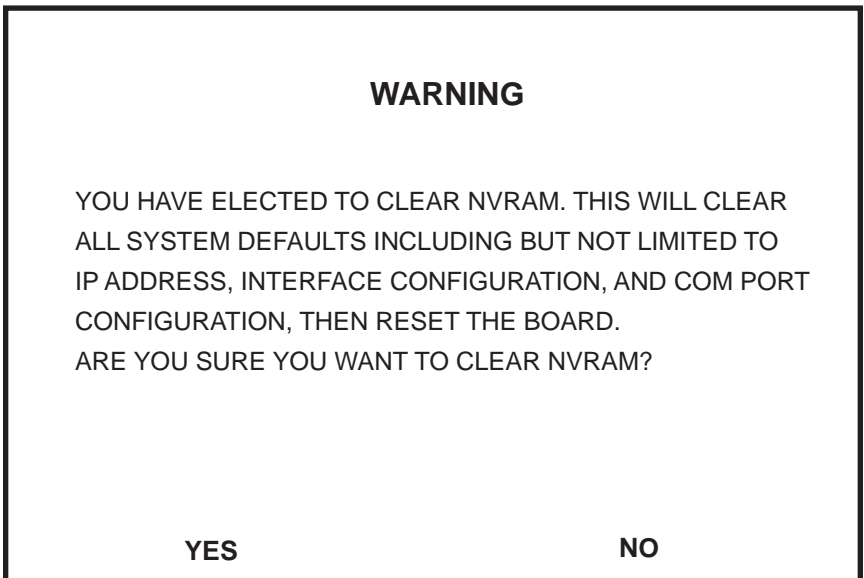 WARNING
YOU HAVE ELECTED TO CLEAR NVRAM. THIS WILL CLEAR
ALL SYSTEM DEFAULTS INCLUDING BUT NOT LIMITED TO
IP ADDRESS, INTERFACE CONFIGURATION, AND COM PORT
CONFIGURATION, THEN RESET THE BOARD.
ARE YOU SURE YOU WANT TO CLEAR NVRAM?
YES NO